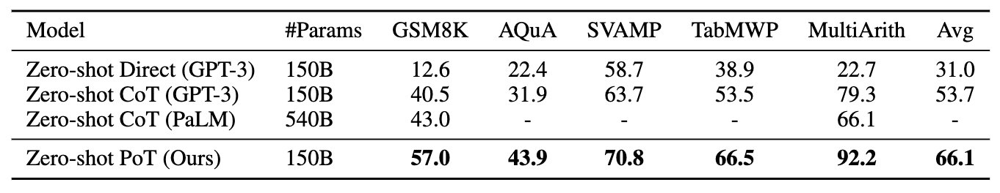 Model #Params GSM8K AQuA SVAMP TabMWP MultiArith Avg
Zero-shot Direct (GPT-3) 150B 12.6 22.4 58.7 38.9 22.7 31.0
Zero-shot CoT (GPT-3) 150B 40.5 31.9 63.7 53.5 79.3 53.7
Zero-shot CoT (PaLM) 540B 43.0 - - - 66.1 -
Zero-shot PoT (Ours) 150B 57.0 43.9 70.8 66.5 92.2 66.1